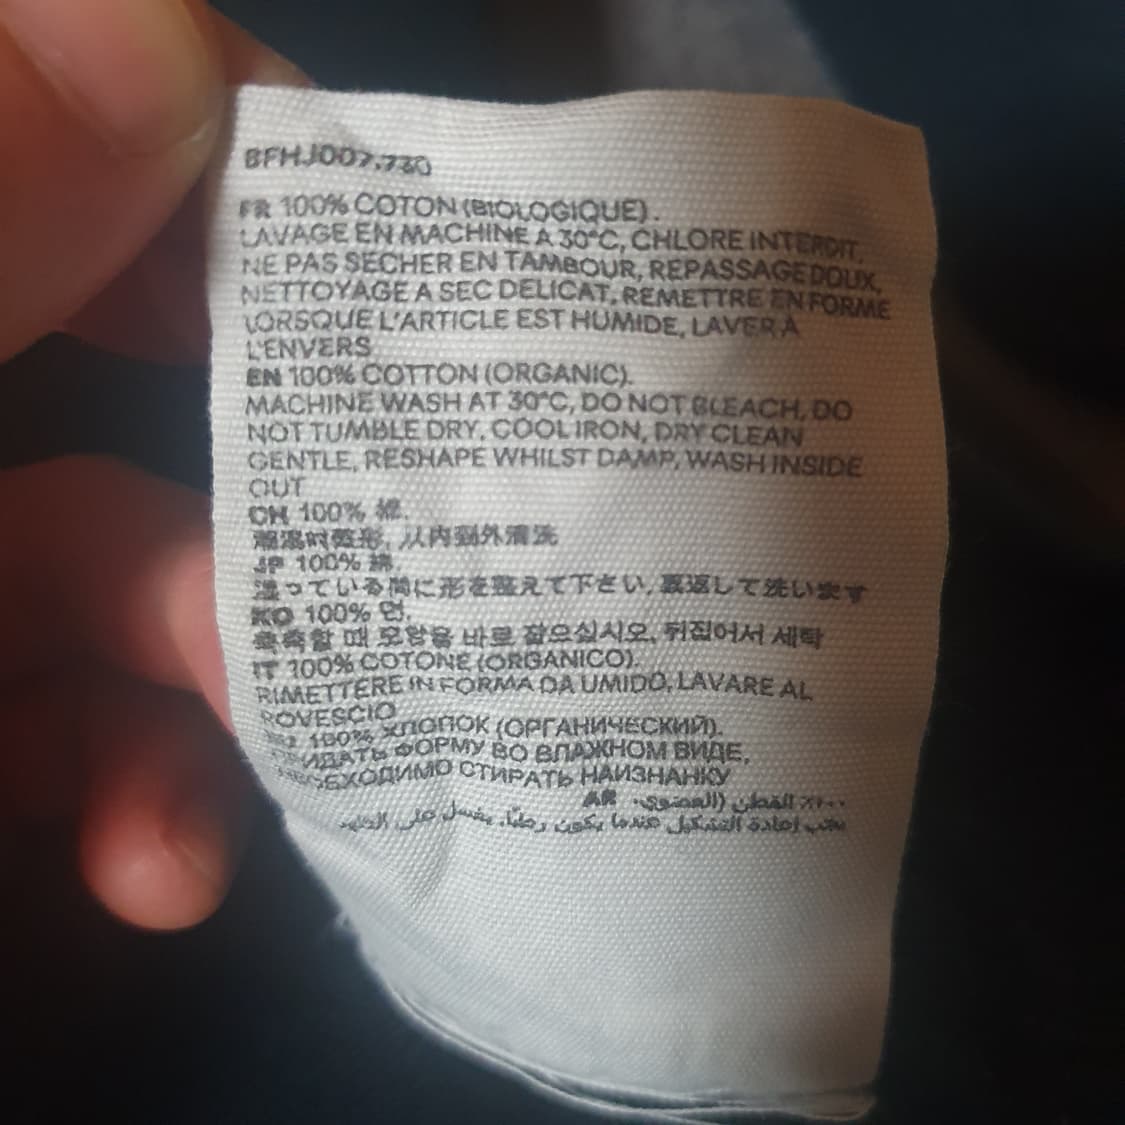 BFHJ007.730
FR 100% COTON (BIOLOGIQUE).
LAVAGE EN MACHINE A 30°C, CHLORE INTERDIT,
NE PAS SECHER EN TAMBOUR, REPASSAGE DOUX,
NETTOYAGE A SEC DELICAT, REMETTRE EN FORME
LORSQUE L'ARTICLE EST HUMIDE, LAVER A
L'ENVERS
EN 100% COTTON (ORGANIC).
MACHINE WASH AT 30°C, DO NOT BLEACH, DO
NOT TUMBLE DRY, COOL IRON, DRY CLEAN
GENTLE, RESHAPE WHILST DAMP, WASH INSIDE
OUT
CH 100% 棉.
潮湿时整形, 从内到外清洗
JP 100% 綿.
湿っている間に形を整えて下さい, 裏返して洗います
KO 100% 면.
축축할 때 모양을 바로 잡으십시오, 뒤집어서 세탁
IT 100% COTONE (ORGANICO).
RIMETTERE IN FORMA DA UMIDO, LAVARE AL
ROVESCIO
100% ХЛОПОК (ОРГАНИЧЕСКИЙ).
ПРИДАТЬ ФОРМУ ВО ВЛАЖНОМ ВИДЕ,
НЕОБХОДИМО СТИРАТЬ НАИЗНАНКУ
AR ١٠٠٪ القطن (العضوي).
يجب إعادة التشكيل عندما يكون رطبًا, يغسل على